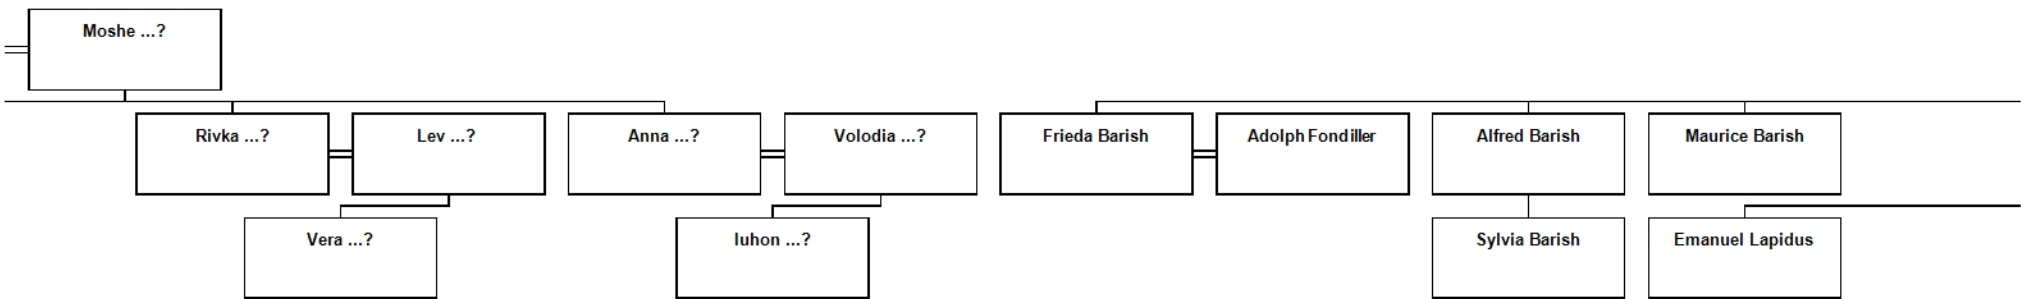 Moshe ...?
Rivka ...?
Lev ...?
Anna ...?
Volodia ...?
Frieda Barish
Adolph Fondiller
Alfred Barish
Maurice Barish
Vera ...?
Iuhon ...?
Sylvia Barish
Emanuel Lapidus